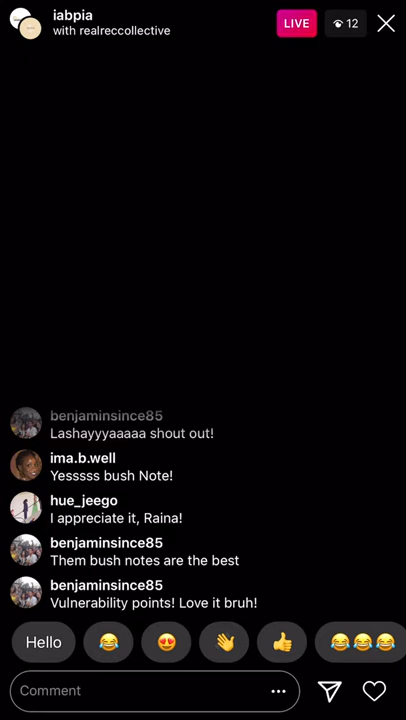 iabpia
with realreccollective
LIVE
12
benjaminsince85
Lashayyyaaaaa shout out!
ima.b.well
Yesssss bush Note!
hue_jeego
I appreciate it, Raina!
benjaminsince85
Them bush notes are the best
benjaminsince85
Vulnerability points! Love it bruh!
Hello
Comment